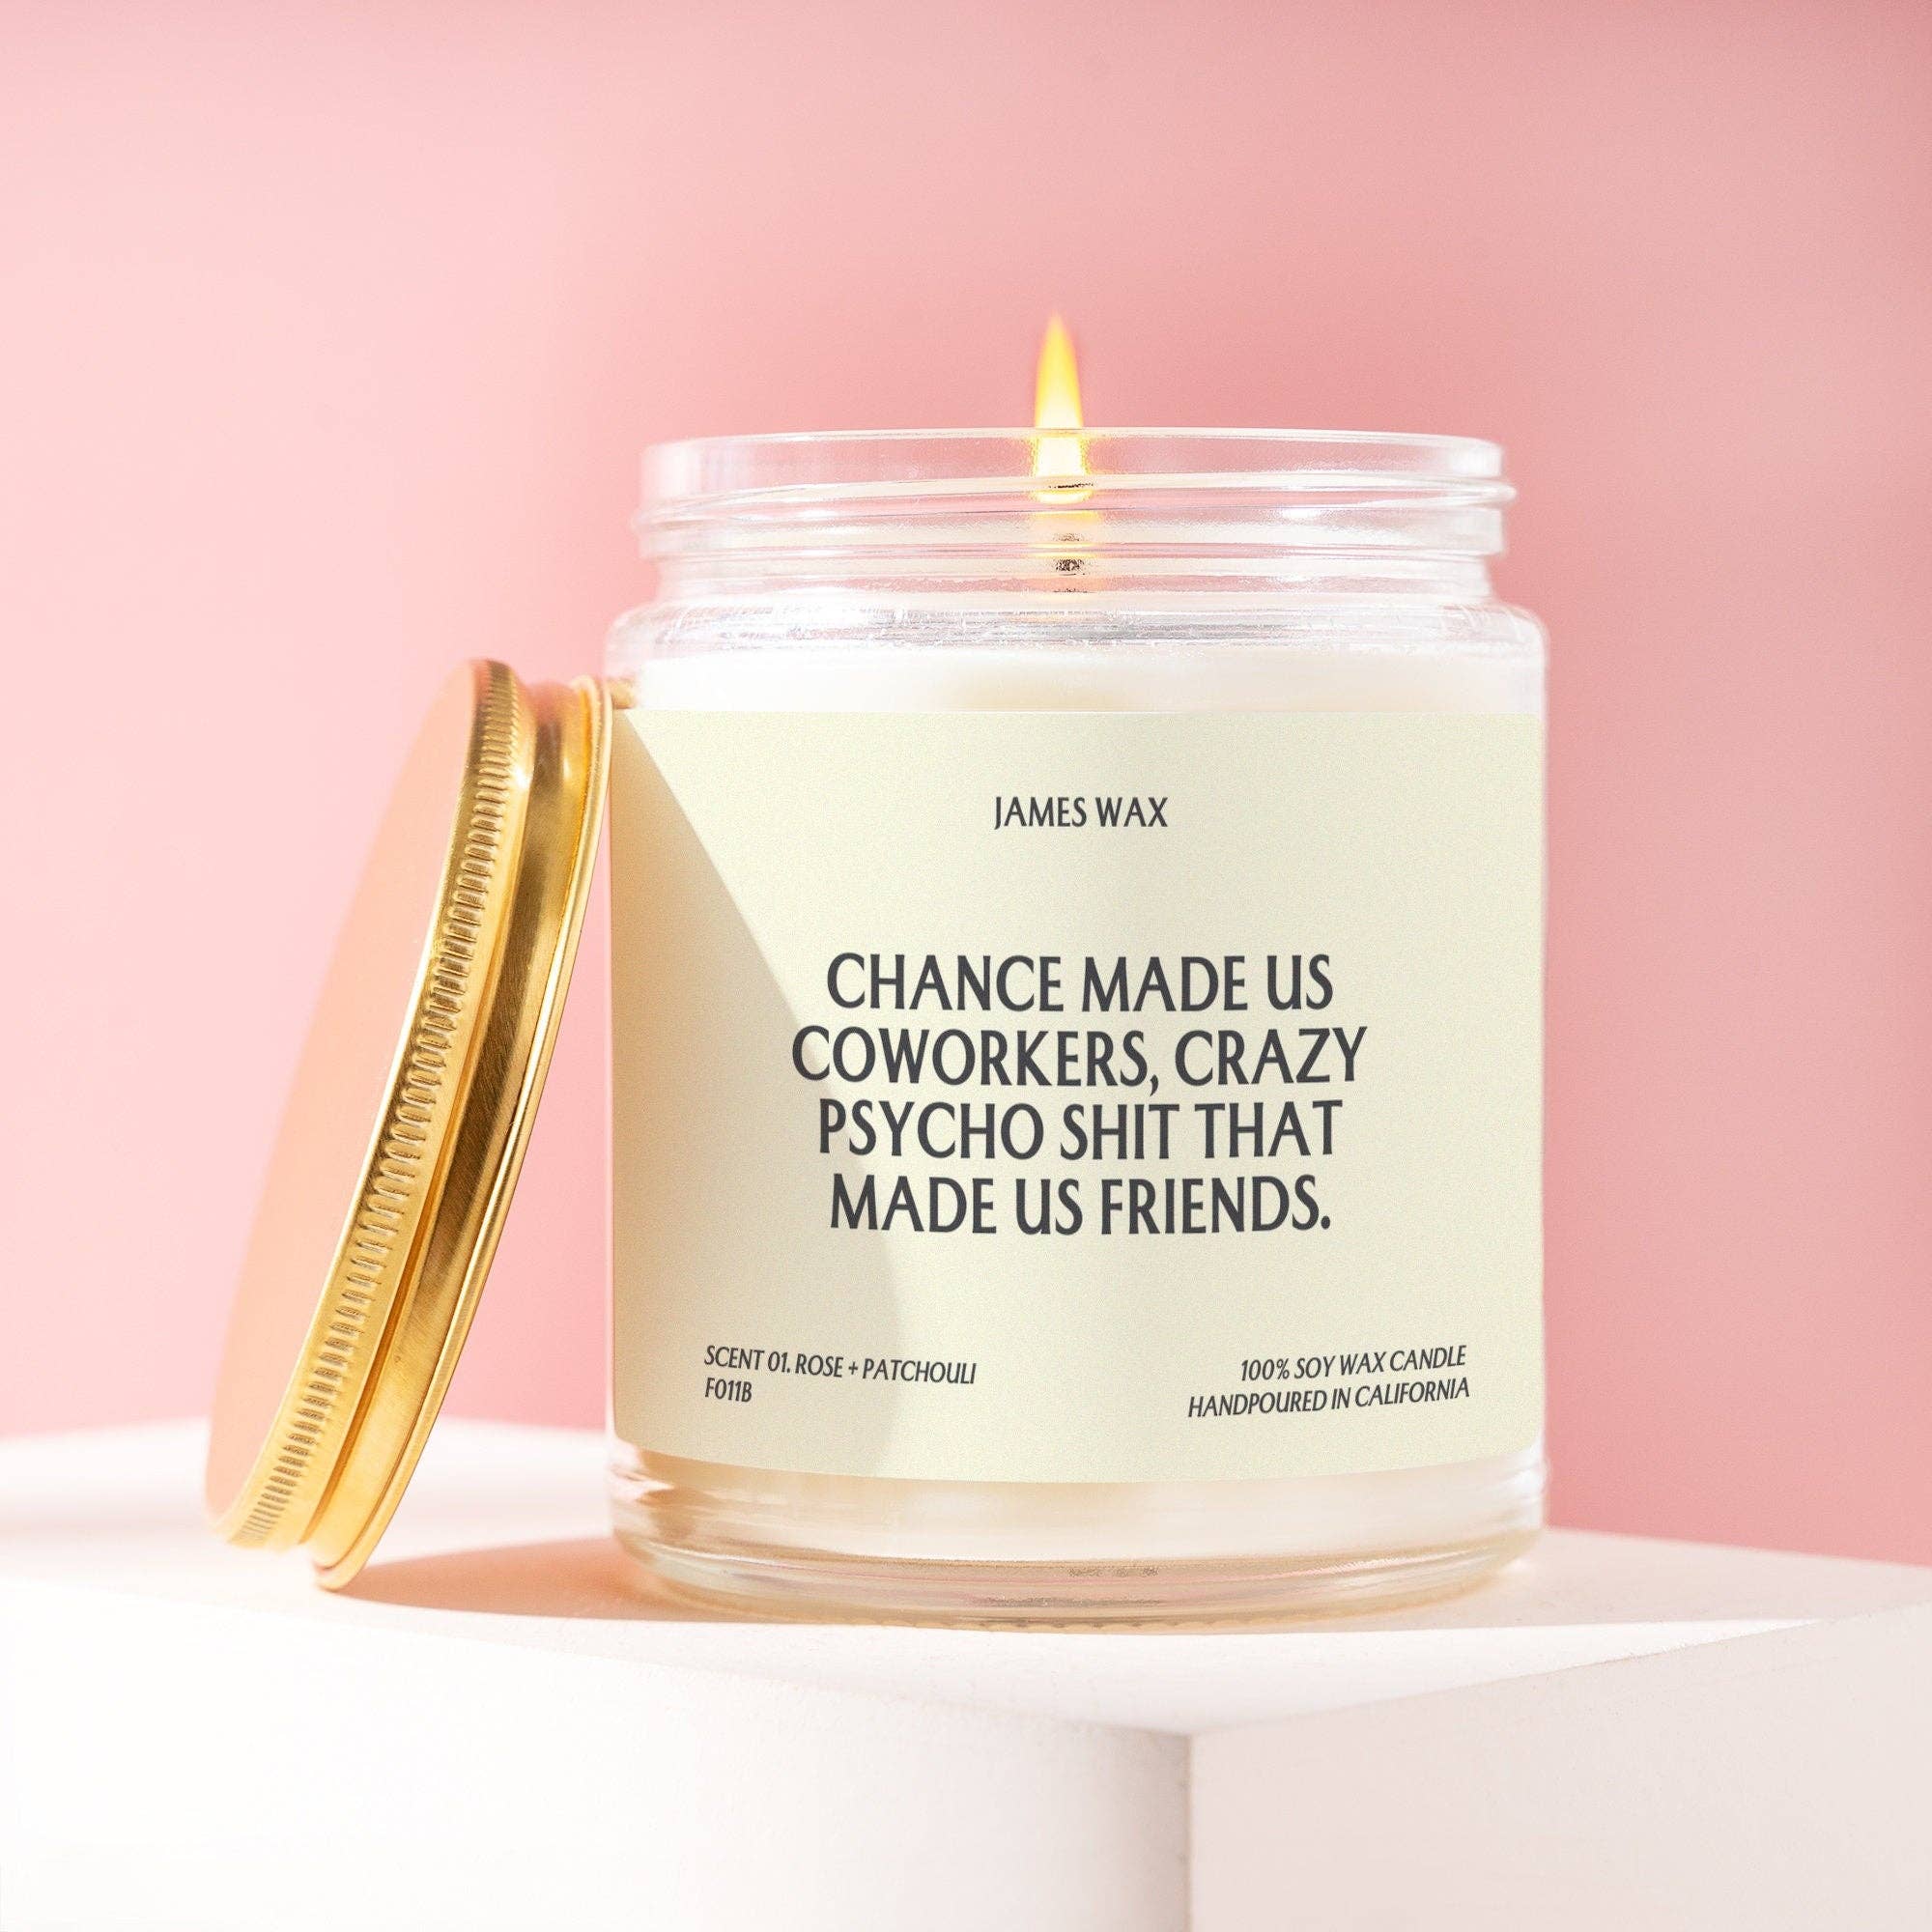 JAMES WAX
CHANCE MADE US
COWORKERS, CRAZY
PSYCHO SHIT THAT
MADE US FRIENDS.
SCENT 01. ROSE + PATCHOULI
F011B
100% SOY WAX CANDLE
HANDPOURED IN CALIFORNIA